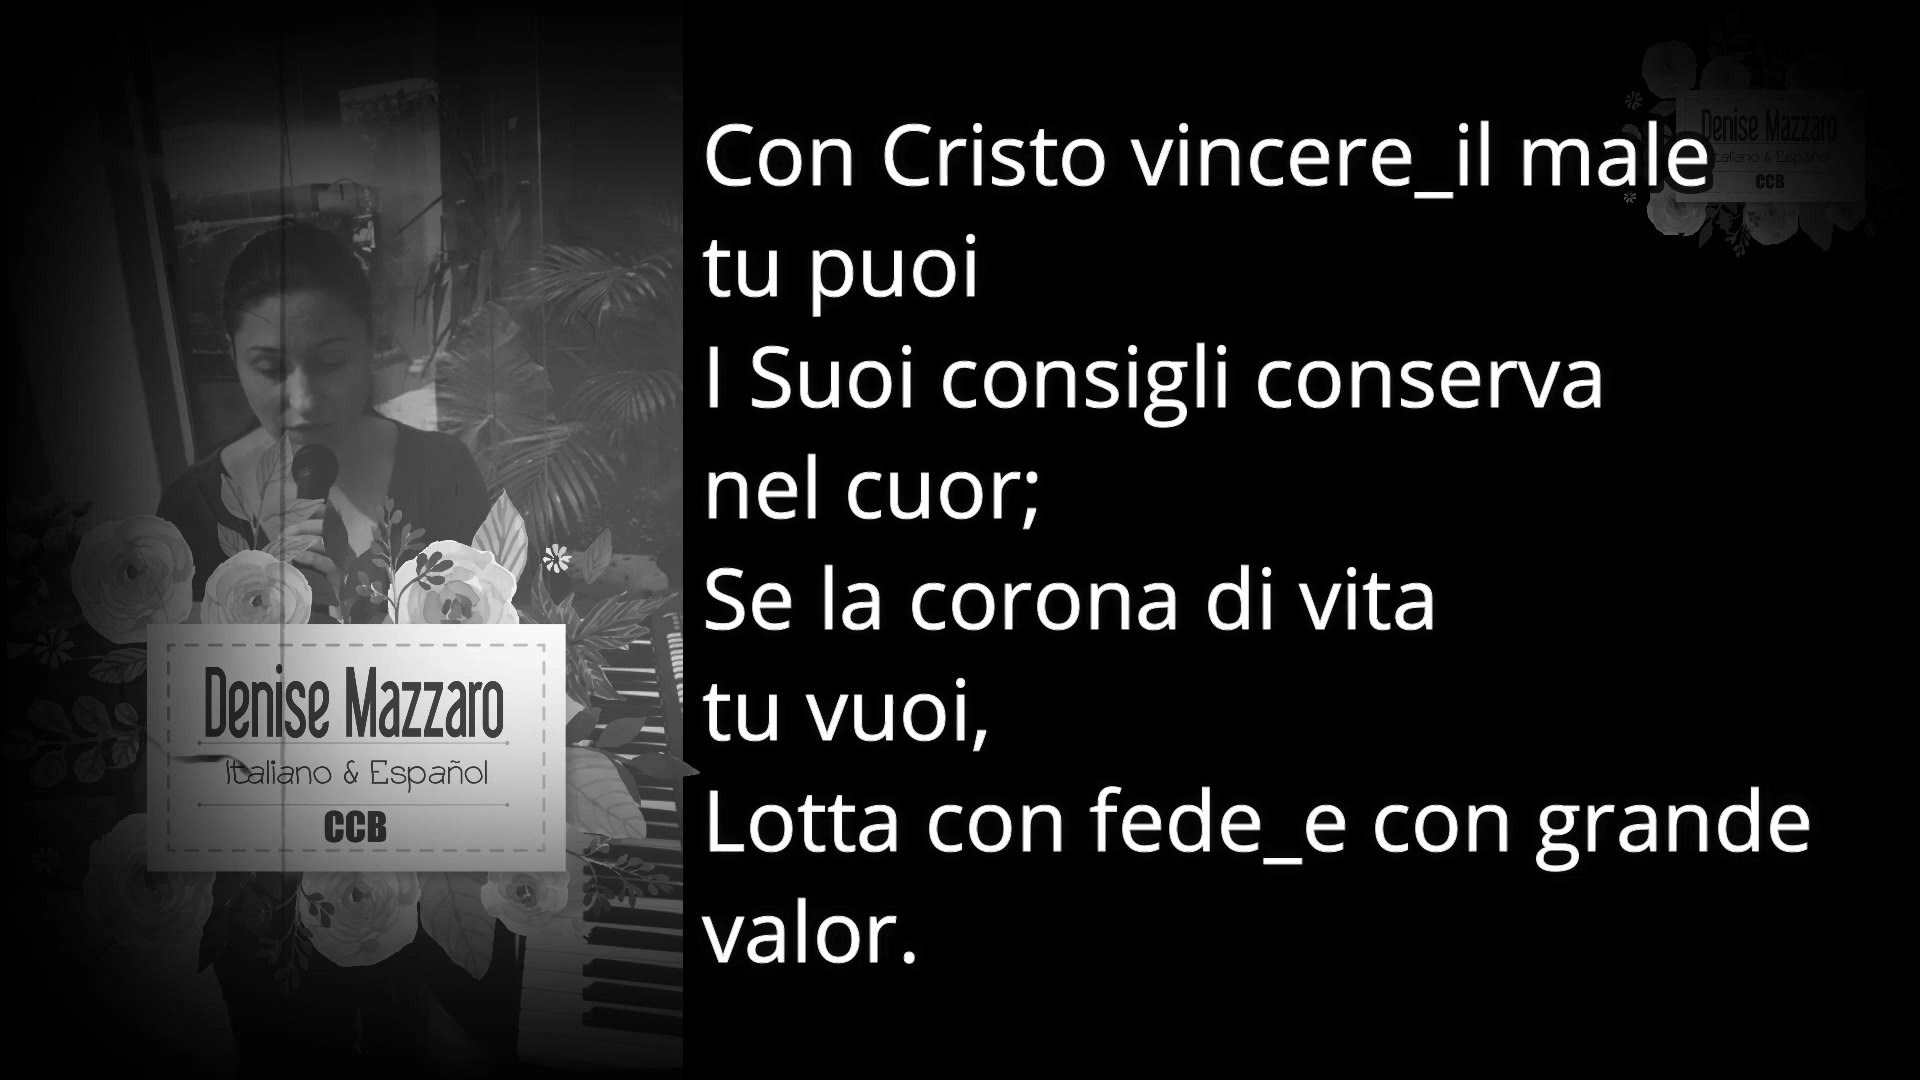 Con Cristo vincere_il male
tu puoi
I Suoi consigli conserva
nel cuor;
Se la corona di vita
tu vuoi,
Lotta con fede_e con grande
valor.
Denise Mazzaro
Italiano & Español
CCB
Denise Mazzaro
Italiano & Español
CCB